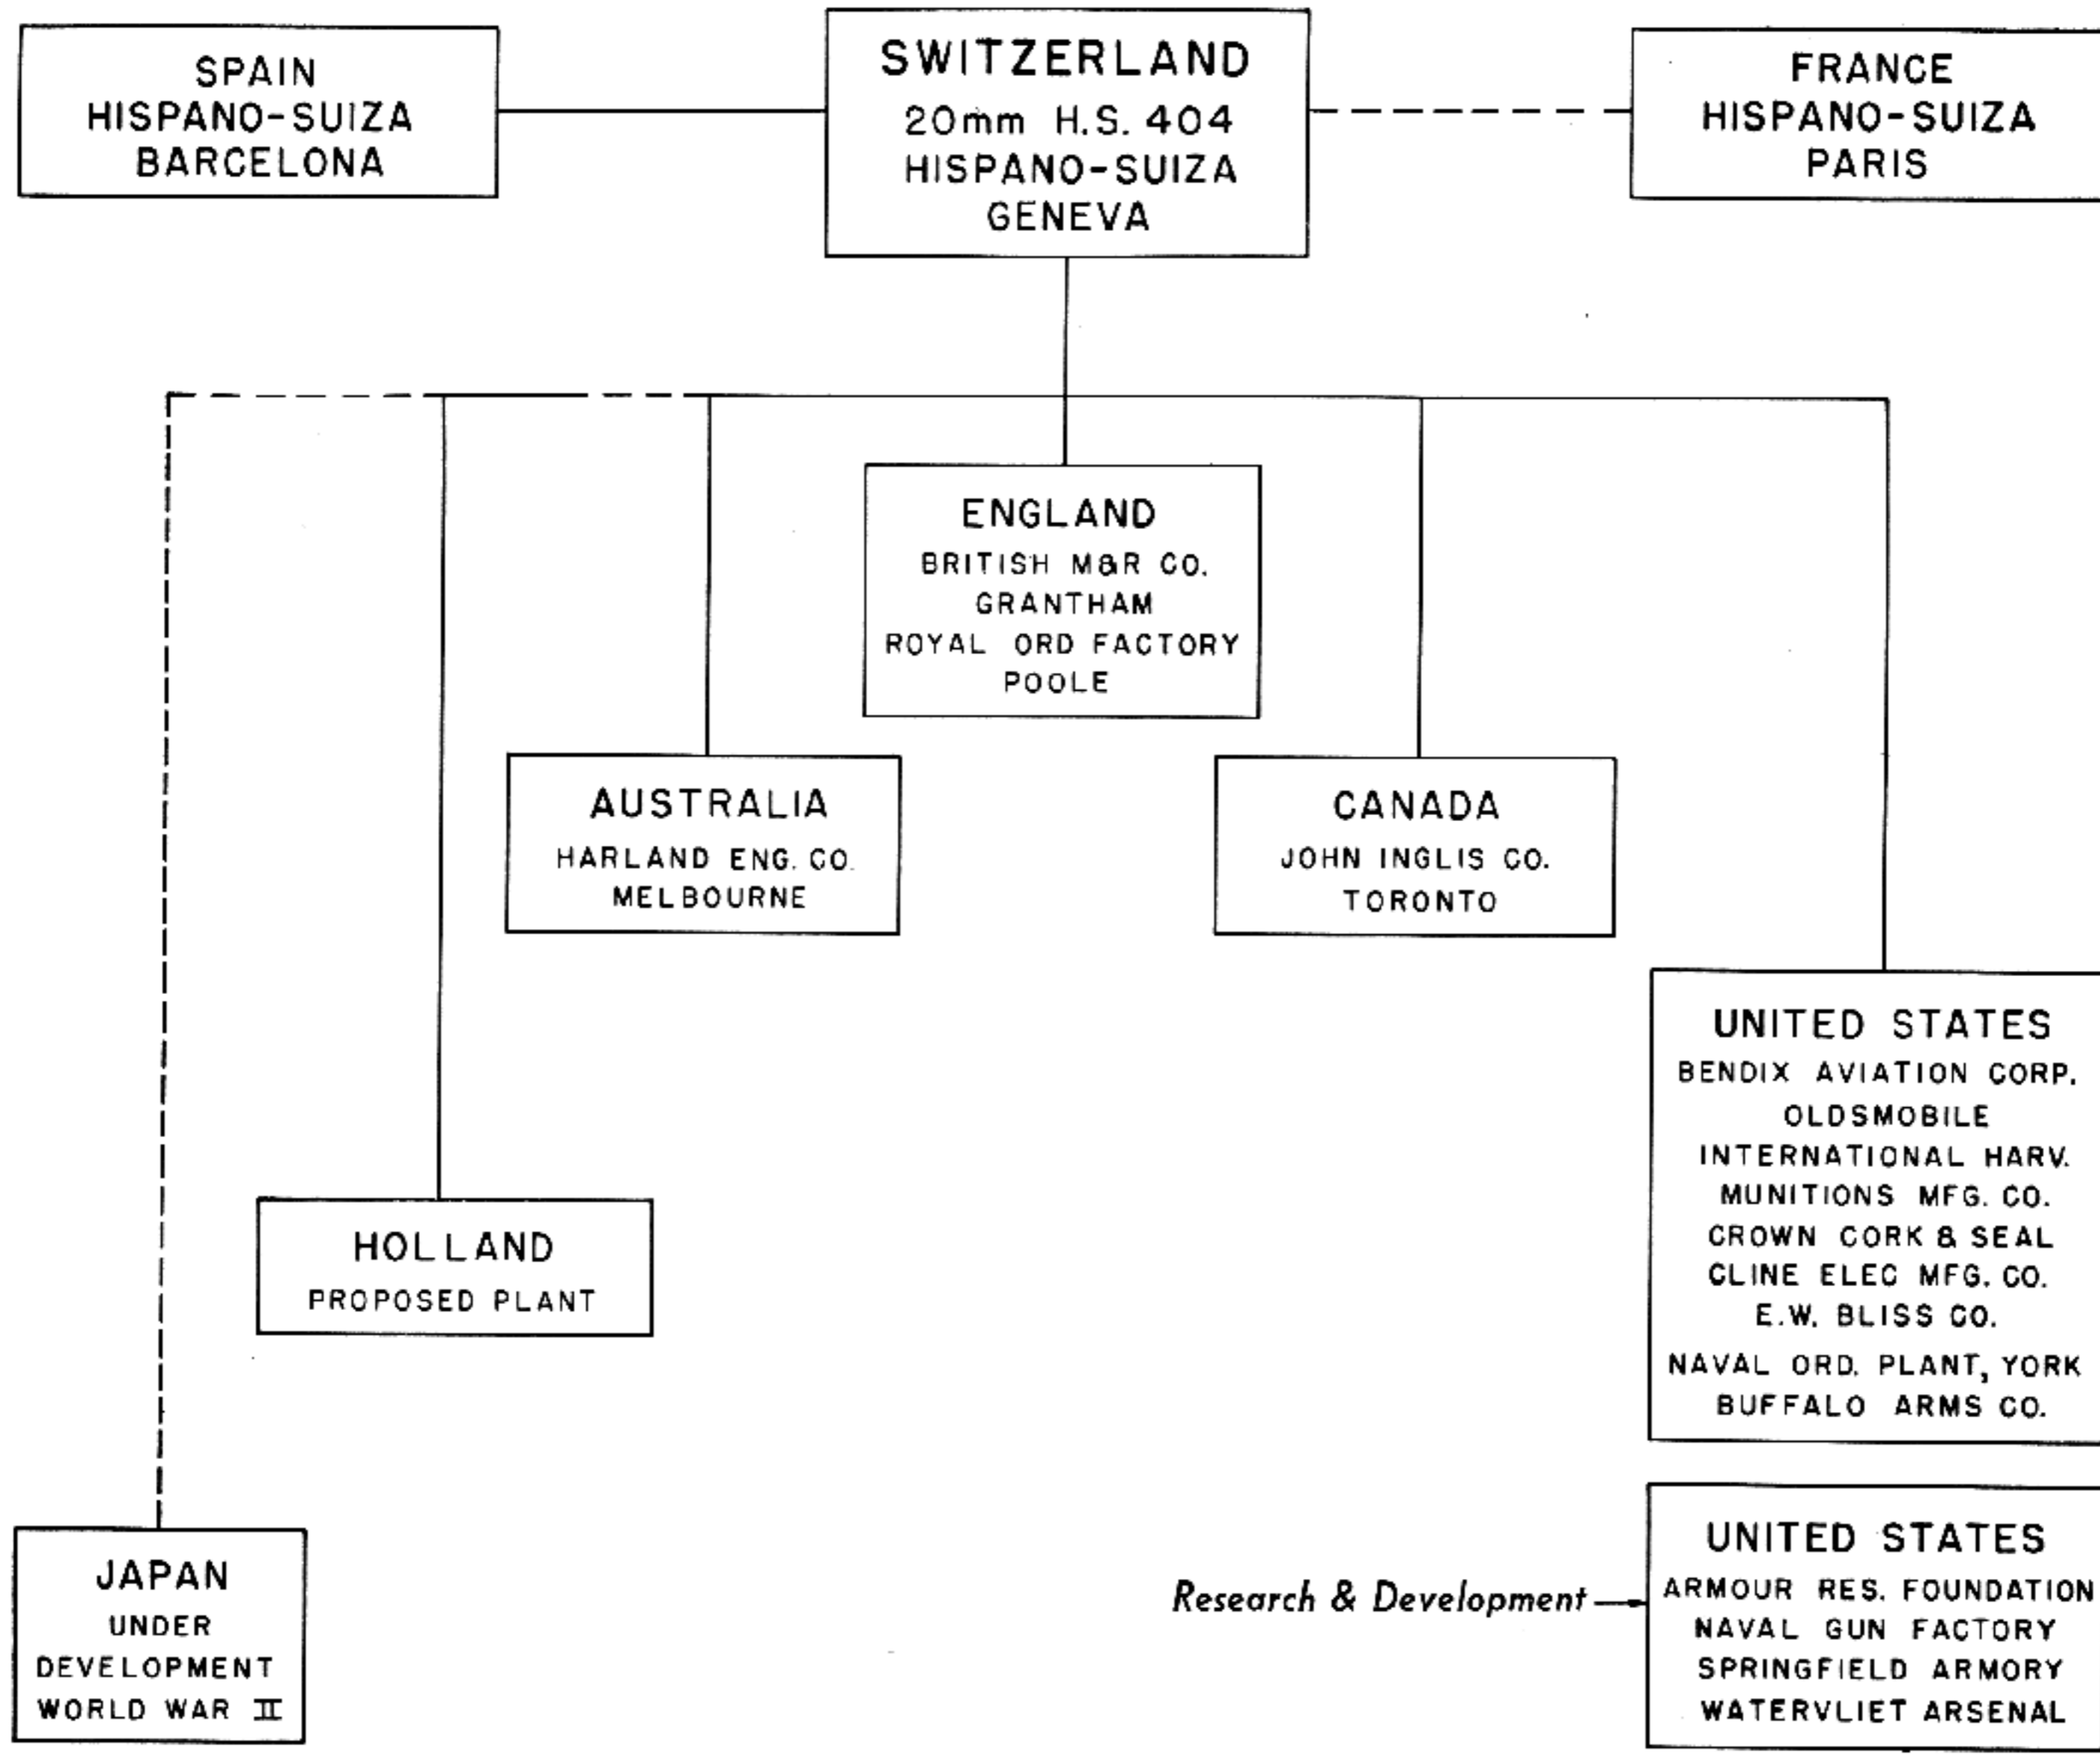 SPAIN
HISPANO-SUIZA
BARCELONA
SWITZERLAND
20mm H.S. 404
HISPANO-SUIZA
GENEVA
FRANCE
HISPANO-SUIZA
PARIS
ENGLAND
BRITISH M&R CO.
GRANTHAM
ROYAL ORD FACTORY
POOLE
AUSTRALIA
HARLAND ENG. CO.
MELBOURNE
CANADA
JOHN INGLIS CO.
TORONTO
UNITED STATES
BENDIX AVIATION CORP.
OLDSMOBILE
INTERNATIONAL HARV.
MUNITIONS MFG. CO.
CROWN CORK & SEAL
CLINE ELEC MFG. CO.
E.W. BLISS CO.
NAVAL ORD. PLANT, YORK
BUFFALO ARMS CO.
HOLLAND
PROPOSED PLANT
JAPAN
UNDER
DEVELOPMENT
WORLD WAR II
Research & Development
UNITED STATES
ARMOUR RES. FOUNDATION
NAVAL GUN FACTORY
SPRINGFIELD ARMORY
WATERVLIET ARSENAL